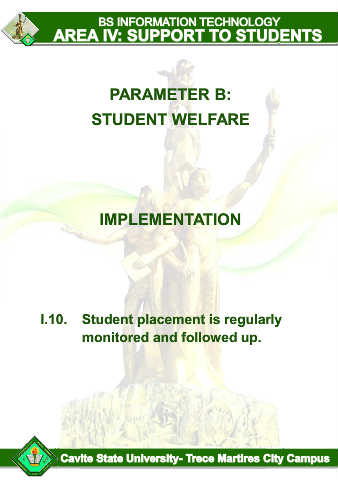 BS INFORMATION TECHNOLOGY
AREA IV: SUPPORT TO STUDENTS
PARAMETER B:
STUDENT WELFARE
IMPLEMENTATION
I.10. Student placement is regularly
monitored and followed up.
Cavite State University- Trece Martires City Campus